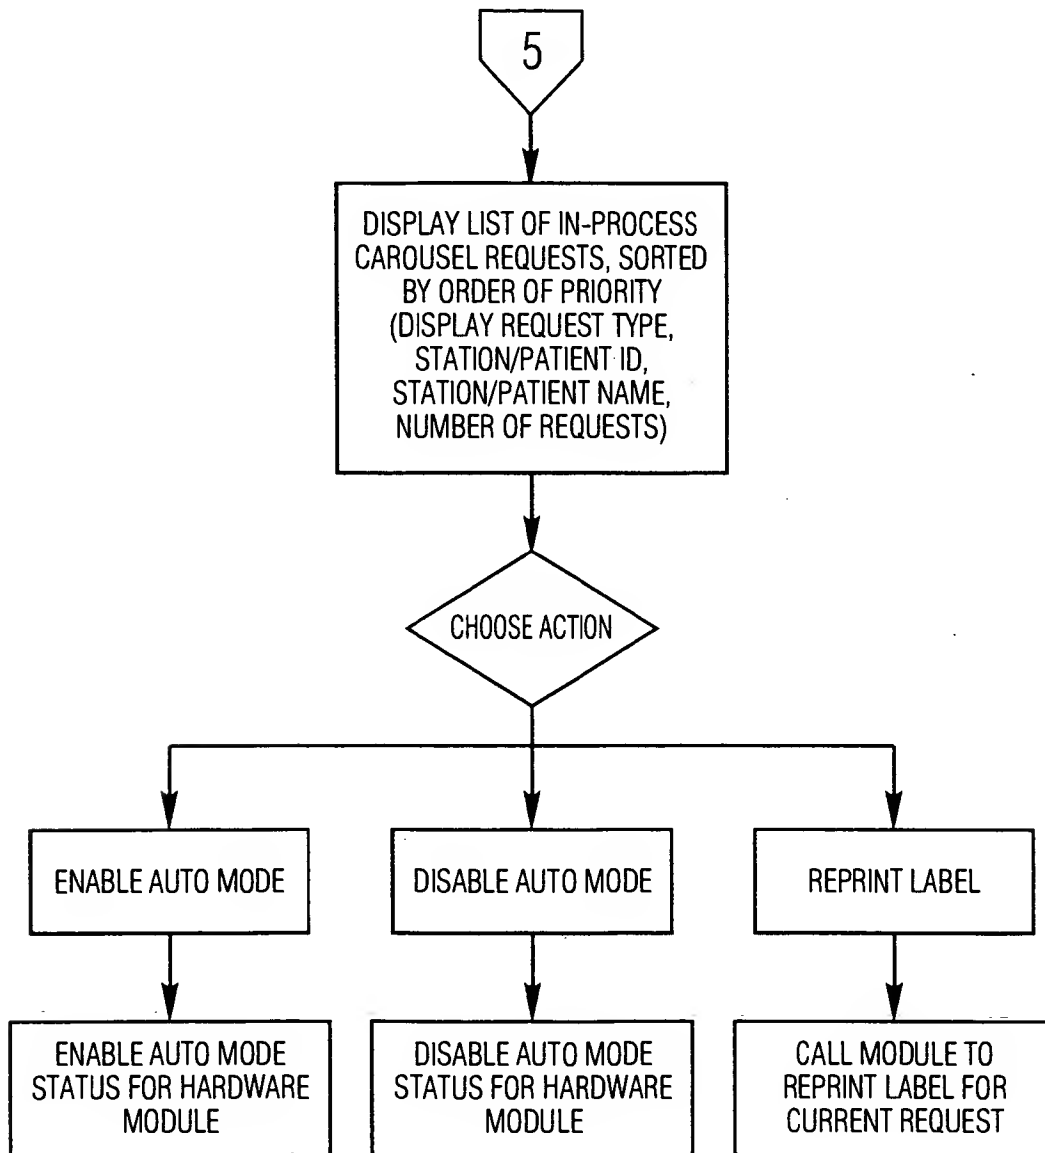 5
DISPLAY LIST OF IN-PROCESS
CAROUSEL REQUESTS, SORTED
BY ORDER OF PRIORITY
(DISPLAY REQUEST TYPE,
STATION/PATIENT ID,
STATION/PATIENT NAME,
NUMBER OF REQUESTS)
CHOOSE ACTION
ENABLE AUTO MODE
DISABLE AUTO MODE
REPRINT LABEL
ENABLE AUTO MODE
STATUS FOR HARDWARE
MODULE
DISABLE AUTO MODE
STATUS FOR HARDWARE
MODULE
CALL MODULE TO
REPRINT LABEL FOR
CURRENT REQUEST